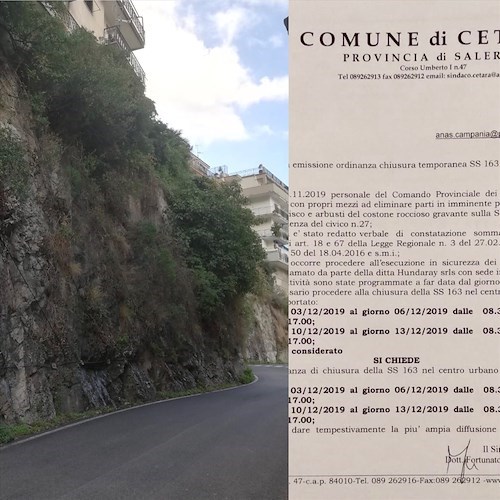 COMUNE di CET
PROVINCIA di SALER
Corso Umberto I n.47
Tel 089262913 fax 089262912 email: sindaco.cetara@a
anas.campania@p
emissione ordinanza chiusura temporanea SS 163
.11.2019 personale del Comando Provinciale dei
con propri mezzi ad eliminare parti in imminente p
isco e arbusti del costone roccioso gravante sulla S
enza del civico n.27;
e' stato redatto verbale di constatazione somm
art. 18 e 67 della Legge Regionale n. 3 del 27.02
50 del 18.04.2016 e s.m.i.;
occorre procedere all'esecuzione in sicurezza dei
amato da parte della ditta Hundaray srls con sede i
tività sono state programmate a far data dal giorno
sario procedere alla chiusura della SS 163 nel centr
portato:
03/12/2019 al giorno 06/12/2019 dalle 08.3
17.00;
10/12/2019 al giorno 13/12/2019 dalle 08.3
17.00;
considerato
SI CHIEDE
anza di chiusura della SS 163 nel centro urbano
03/12/2019 al giorno 06/12/2019 dalle 08.3
17.00;
10/12/2019 al giorno 13/12/2019 dalle 08.3
17.00;
dare tempestivamente la piu' ampia diffusione
Il Sin
Dott. Fortunato
47-c.ap. 84010-Tel. 089 262916-Fax:089 262912 -www